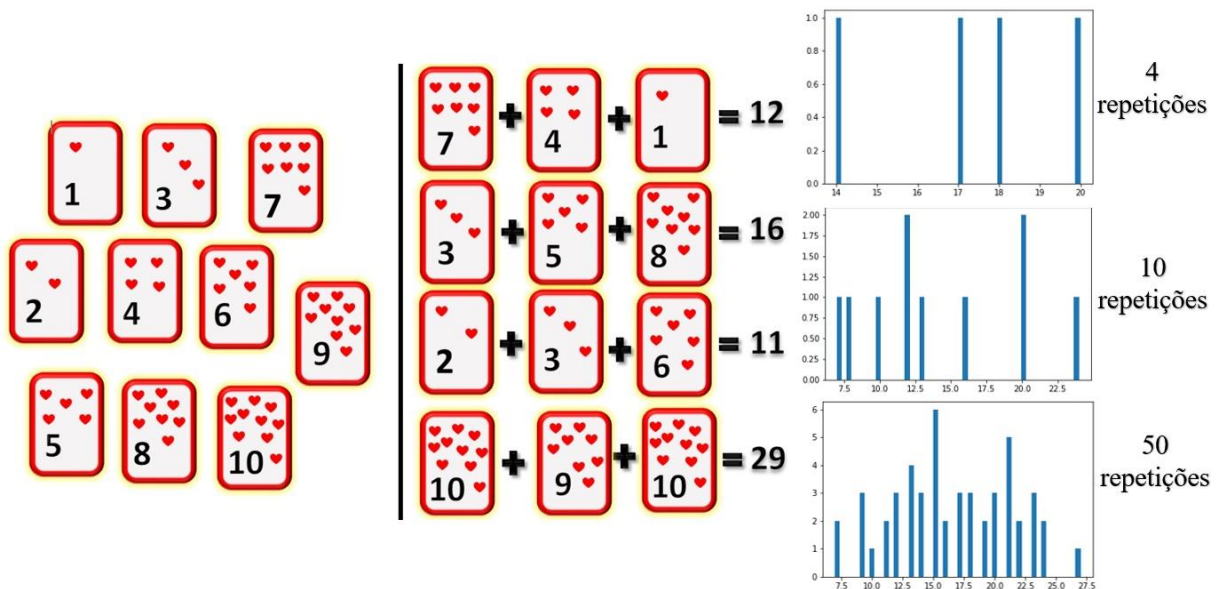 1 3 7
2 4 6 9
5 8 10
7 + 4 + 1 = 12
3 + 5 + 8 = 16
2 + 3 + 6 = 11
10 + 9 + 10 = 29
1.0
0.8
0.6
0.4
0.2
0.0
14 15 16 17 18 19 20
4
repetições
2.00
1.75
1.50
1.25
1.00
0.75
0.50
0.25
0.00
7.5 10.0 12.5 15.0 17.5 20.0 22.5
10
repetições
6
5
4
3
2
1
0
7.5 10.0 12.5 15.0 17.5 20.0 22.5 25.0 27.5
50
repetições